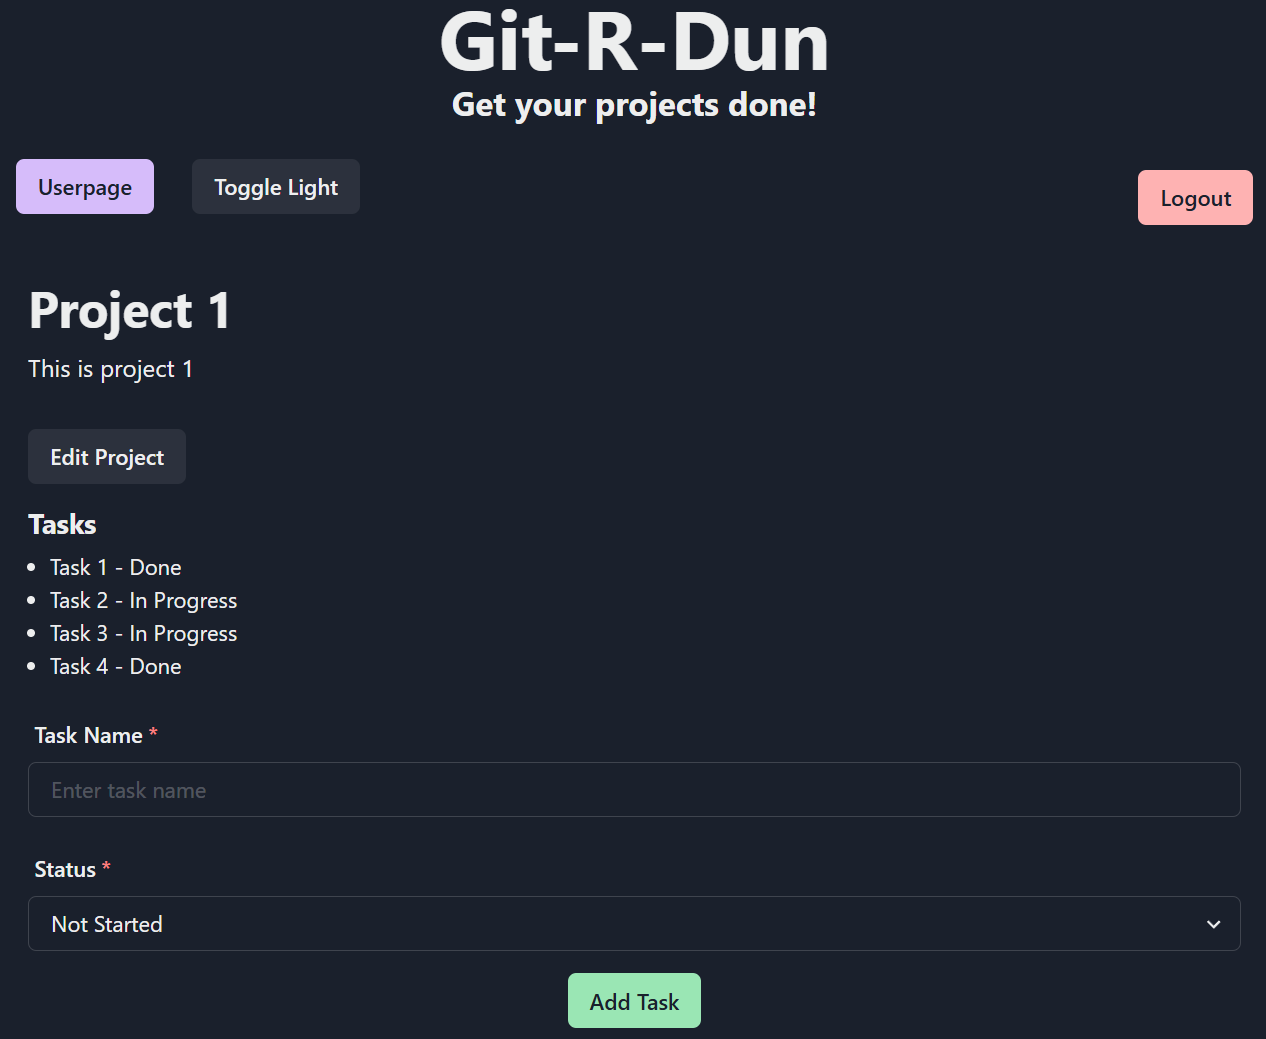 Git-R-Dun
Get your projects done!
Userpage
Toggle Light
Logout
Project 1
This is project 1
Edit Project
Tasks
Task 1 - Done
Task 2 - In Progress
Task 3 - In Progress
Task 4 - Done
Task Name *
Enter task name
Status *
Not Started
Add Task